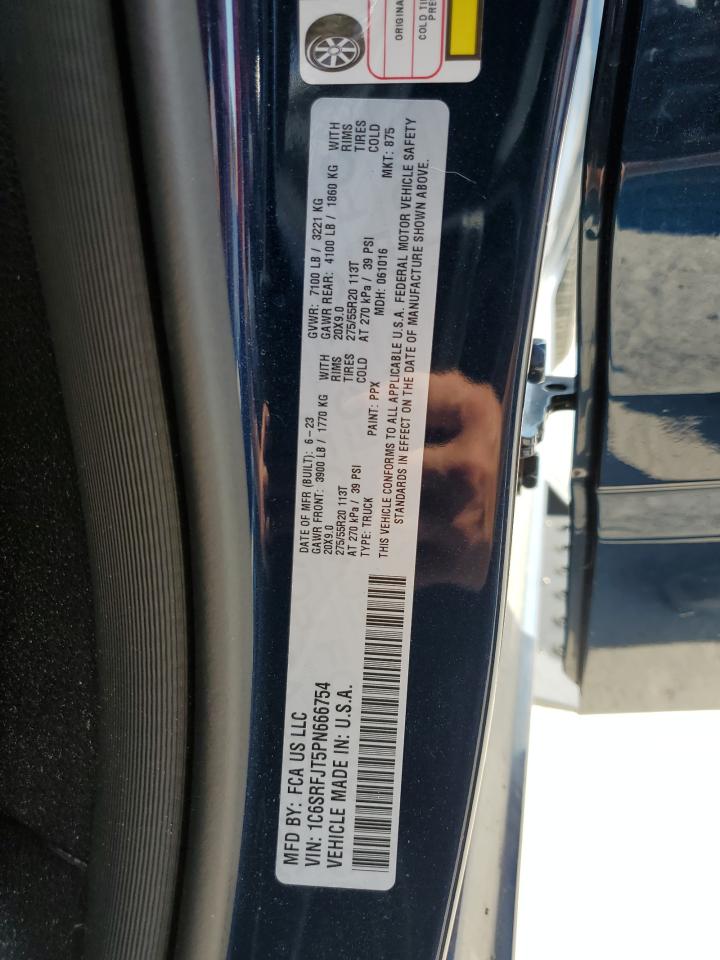 MFD BY: FCA US LLC
VIN: 1C6SRFJT5PN666754
VEHICLE MADE IN: U.S.A.
DATE OF MFR (BUILT): 6-23
GVWR: 7100 LB / 3221 KG
GAWR FRONT: 3900 LB / 1770 KG WITH
20X9.0 RIMS
275/55R20 113T TIRES
AT 270 kPa / 39 PSI COLD
GAWR REAR: 4100 LB / 1860 KG WITH
20X9.0 RIMS
275/55R20 113T TIRES
AT 270 kPa / 39 PSI COLD
TYPE: TRUCK PAINT: PPX MDH: 061016 MKT: 875
THIS VEHICLE CONFORMS TO ALL APPLICABLE U.S.A. FEDERAL MOTOR VEHICLE SAFETY
STANDARDS IN EFFECT ON THE DATE OF MANUFACTURE SHOWN ABOVE.
ORIGINA
COLD TI
PRE